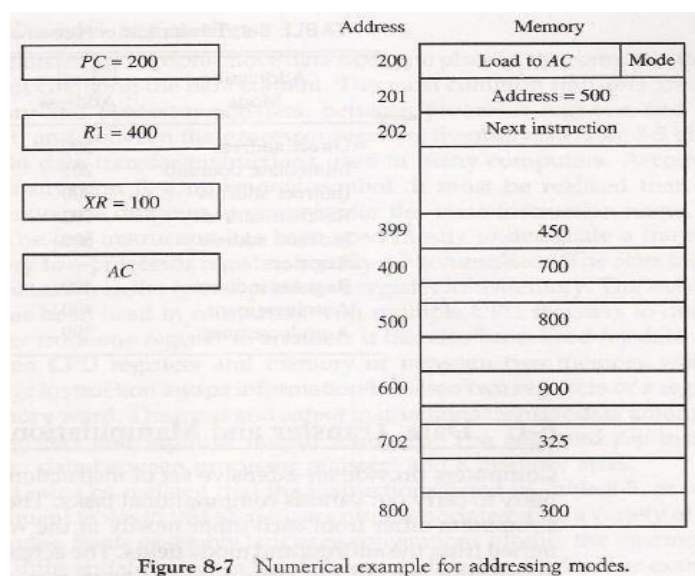 Address Memory
PC = 200
200 Load to AC Mode
201 Address = 500
R1 = 400
202 Next instruction
XR = 100
399 450
AC
400 700
500 800
600 900
702 325
800 300
Figure 8-7 Numerical example for addressing modes.